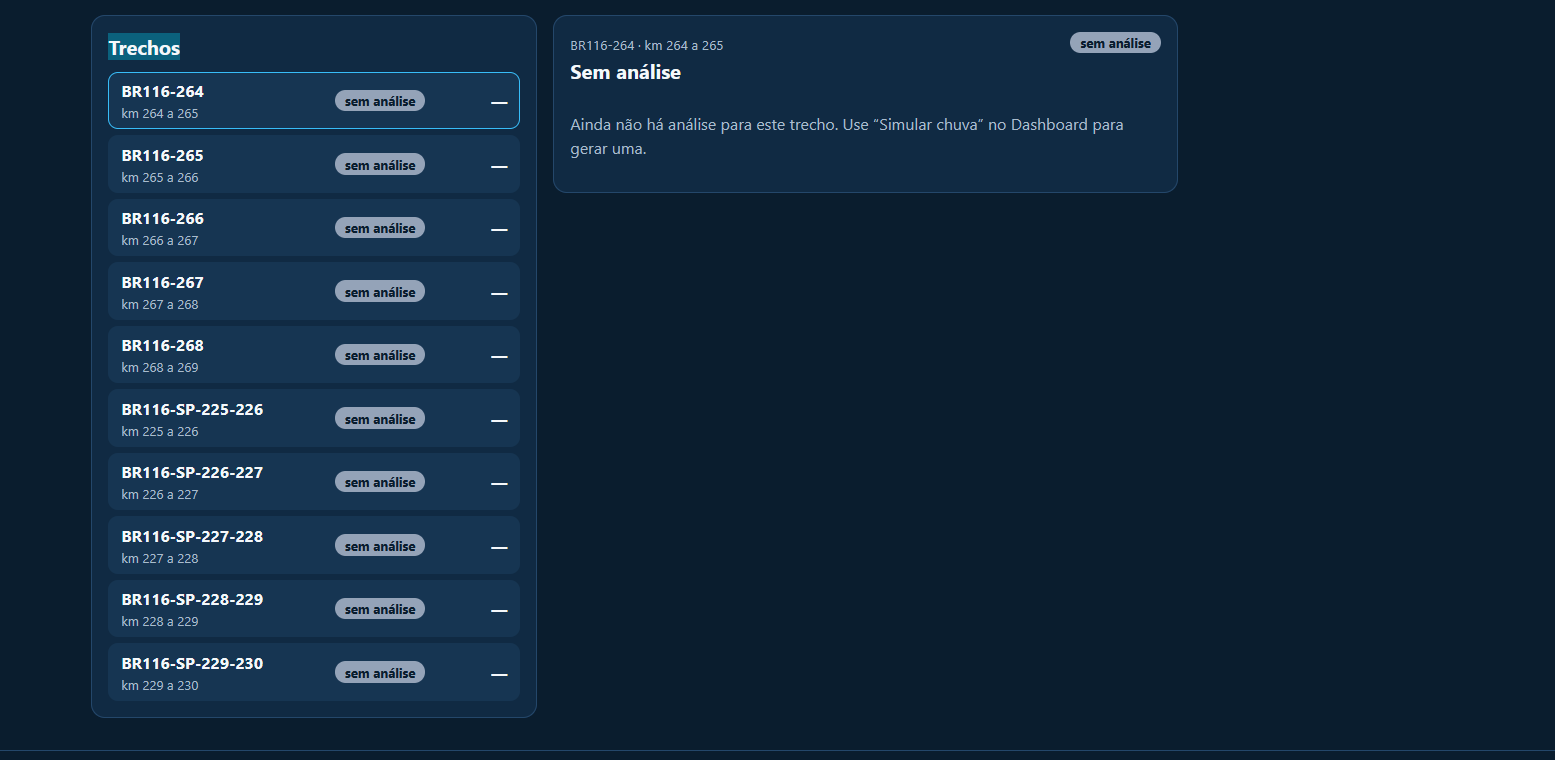 Trechos
BR116-264
km 264 a 265
sem análise
—
BR116-265
km 265 a 266
sem análise
—
BR116-266
km 266 a 267
sem análise
—
BR116-267
km 267 a 268
sem análise
—
BR116-268
km 268 a 269
sem análise
—
BR116-SP-225-226
km 225 a 226
sem análise
—
BR116-SP-226-227
km 226 a 227
sem análise
—
BR116-SP-227-228
km 227 a 228
sem análise
—
BR116-SP-228-229
km 228 a 229
sem análise
—
BR116-SP-229-230
km 229 a 230
sem análise
—
BR116-264 · km 264 a 265
sem análise
Sem análise
Ainda não há análise para este trecho. Use “Simular chuva” no Dashboard para
gerar uma.